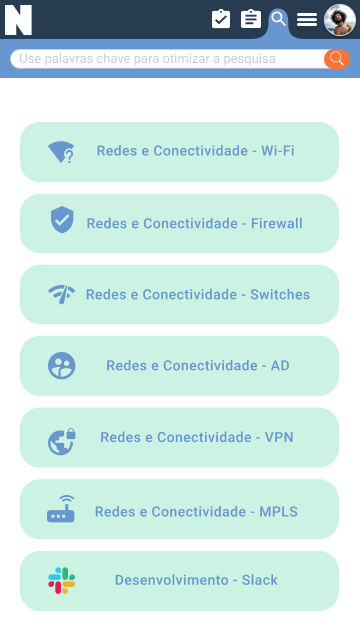 N
Use palavras chave para otimizar a pesquisa
Redes e Conectividade - Wi-Fi
Redes e Conectividade - Firewall
Redes e Conectividade - Switches
Redes e Conectividade - AD
Redes e Conectividade - VPN
Redes e Conectividade - MPLS
Desenvolvimento - Slack